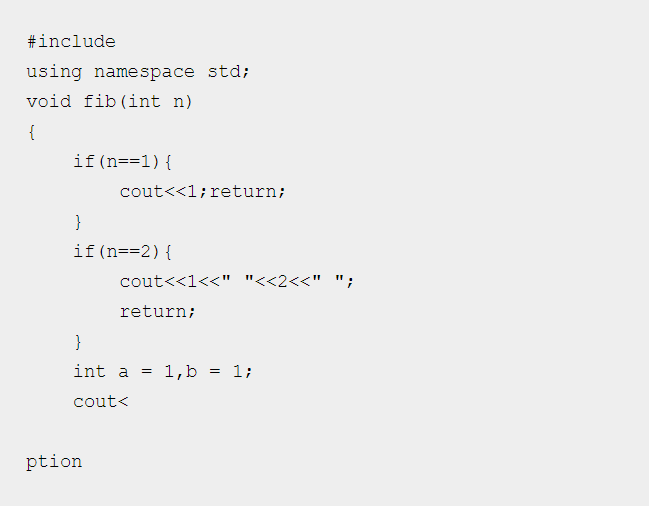 #include
using namespace std;
void fib(int n)
{
    if(n==1){
        cout<<1;return;
    }
    if(n==2){
        cout<<1<<" "<<2<<" ";
        return;
    }
    int a = 1,b = 1;
    cout<
ption